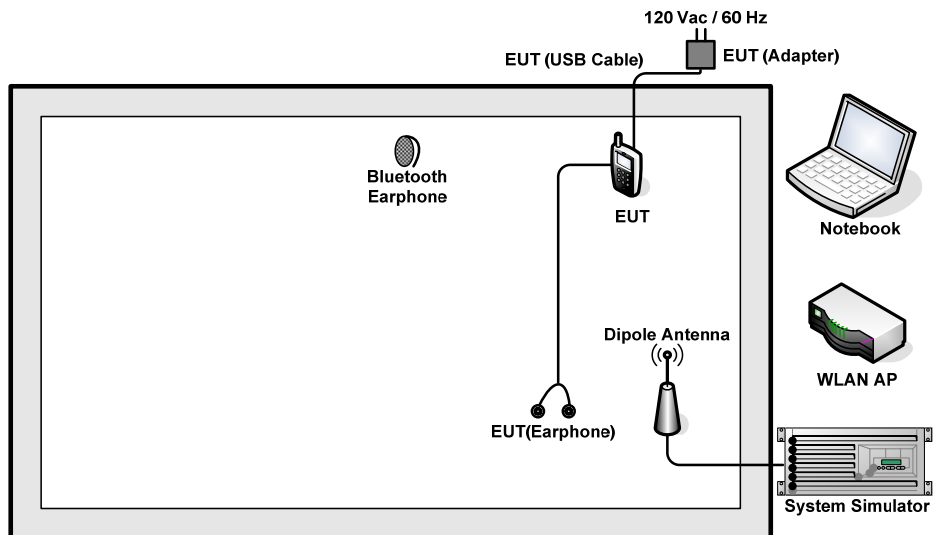 120 Vac / 60 Hz
EUT (USB Cable)
EUT (Adapter)
Bluetooth
Earphone
EUT
Notebook
Dipole Antenna
WLAN AP
EUT(Earphone)
System Simulator